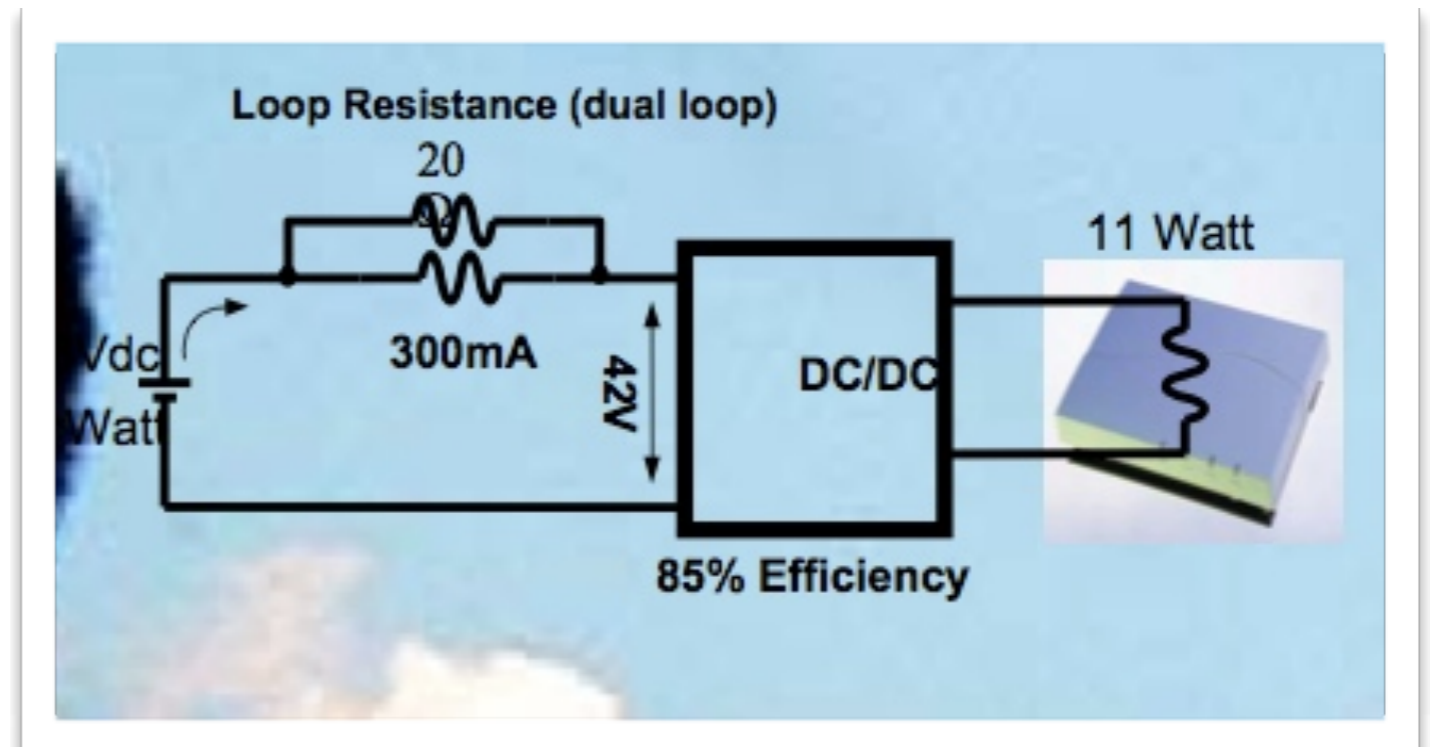 Loop Resistance (dual loop)
20
Ω
11 Watt
Vdc
300mA
42V
DC/DC
Watt
85% Efficiency